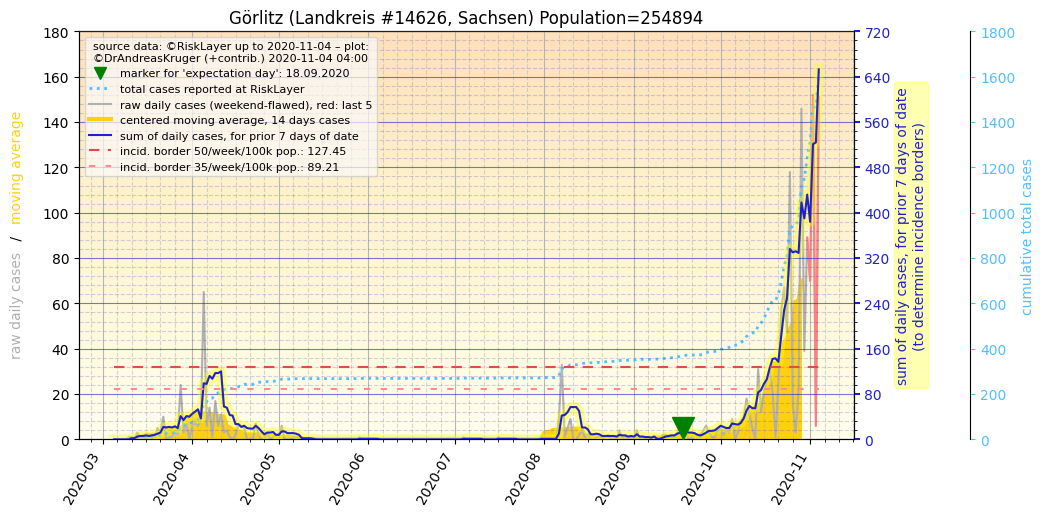 Görlitz (Landkreis #14626, Sachsen) Population=254894
source data: ©RiskLayer up to 2020-11-04 – plot:
©DrAndreasKruger (+contrib.) 2020-11-04 04:00
marker for 'expectation day': 18.09.2020
total cases reported at RiskLayer
raw daily cases (weekend-flawed), red: last 5
centered moving average, 14 days cases
sum of daily cases, for prior 7 days of date
incid. border 50/week/100k pop.: 127.45
incid. border 35/week/100k pop.: 89.21
raw daily cases / moving average
180
160
140
120
100
80
60
40
20
0
2020-03
2020-04
2020-05
2020-06
2020-07
2020-08
2020-09
2020-10
2020-11
720
640
560
480
400
320
240
160
80
0
sum of daily cases, for prior 7 days of date
(to determine incidence borders)
1800
1600
1400
1200
1000
800
600
400
200
0
cumulative total cases